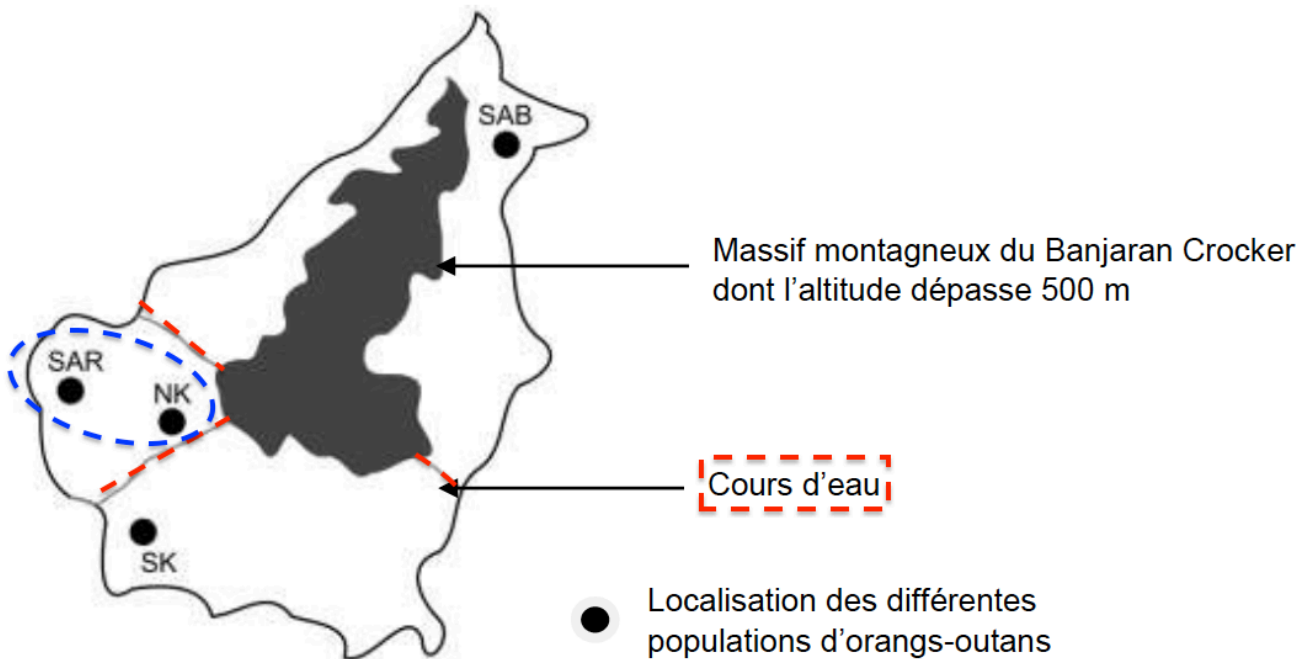 SAB
Massif montagneux du Banjaran Crocker
dont l'altitude dépasse 500 m
SAR
NK
Cours d'eau
SK
Localisation des différentes
populations d'orangs-outans